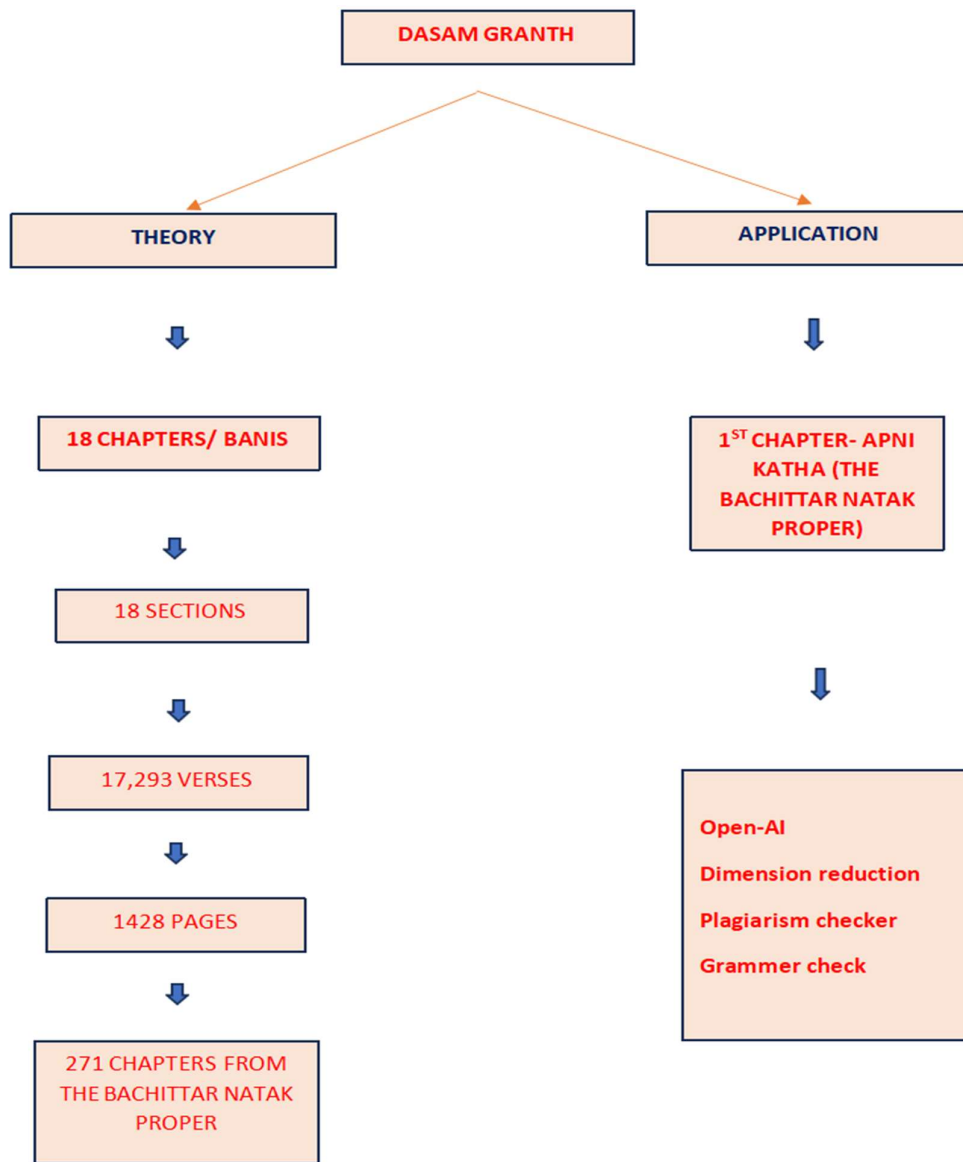 DASAM GRANTH
THEORY
APPLICATION
18 CHAPTERS/ BANIS
1ST CHAPTER- APNI
KATHA (THE
BACHITTAR NATAK
PROPER)
18 SECTIONS
17,293 VERSES
1428 PAGES
271 CHAPTERS FROM
THE BACHITTAR NATAK
PROPER
Open-AI
Dimension reduction
Plagiarism checker
Grammer check